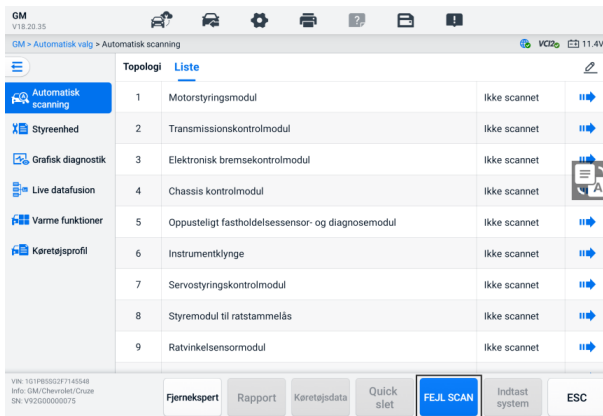 GM
V18.20.35
GM > Automatisk valg > Automatisk scanning
VCI2
11.4V
Topologi Liste
Automatisk
scanning
Styreenhed
Grafisk diagnostik
Live datafusion
Varme funktioner
Køretøjsprofil
1 Motorstyringsmodul Ikke scannet
2 Transmissionskontrolmodul Ikke scannet
3 Elektronisk bremsekontrolmodul Ikke scannet
4 Chassis kontrolmodul Ikke scannet
5 Oppusteligt fastholdelsessensor- og diagnosemodul Ikke scannet
6 Instrumentklynge Ikke scannet
7 Servostyringskontrolmodul Ikke scannet
8 Styremodul til ratstammelås Ikke scannet
9 Ratvinkelsensormodul Ikke scannet
A
VIN: 1G1PB5SG2F7145548
Info: GM/Chevrolet/Cruze
SN: V92G00000075
Fjernekspert
Rapport
Køretøjsdata
Quick
slet
FEJL SCAN
Indtast
system
ESC